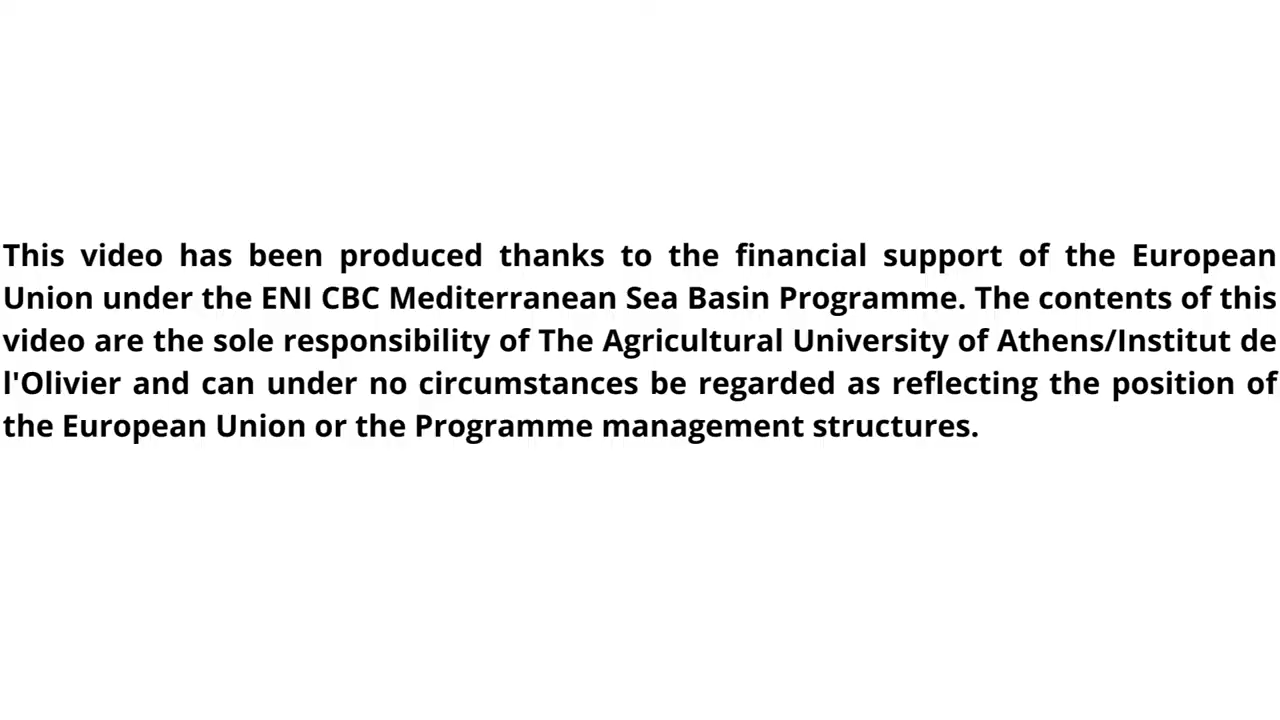 This video has been produced thanks to the financial support of the European
Union under the ENI CBC Mediterranean Sea Basin Programme. The contents of this
video are the sole responsibility of The Agricultural University of Athens/Institut de
l'Olivier and can under no circumstances be regarded as reflecting the position of
the European Union or the Programme management structures.